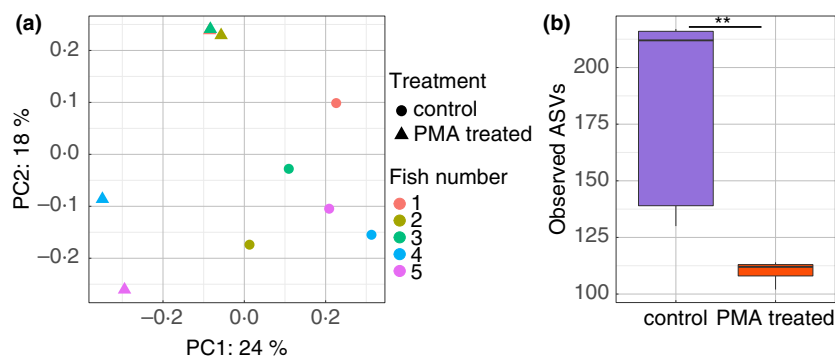 (a)
0·2
0·1
0·0
−0·1
−0·2
PC2: 18 %
−0·2
0·0
0·2
PC1: 24 %
Treatment
control
PMA treated
Fish number
1
2
3
4
5
(b)
**
200
175
150
125
100
Observed ASVs
control
PMA treated